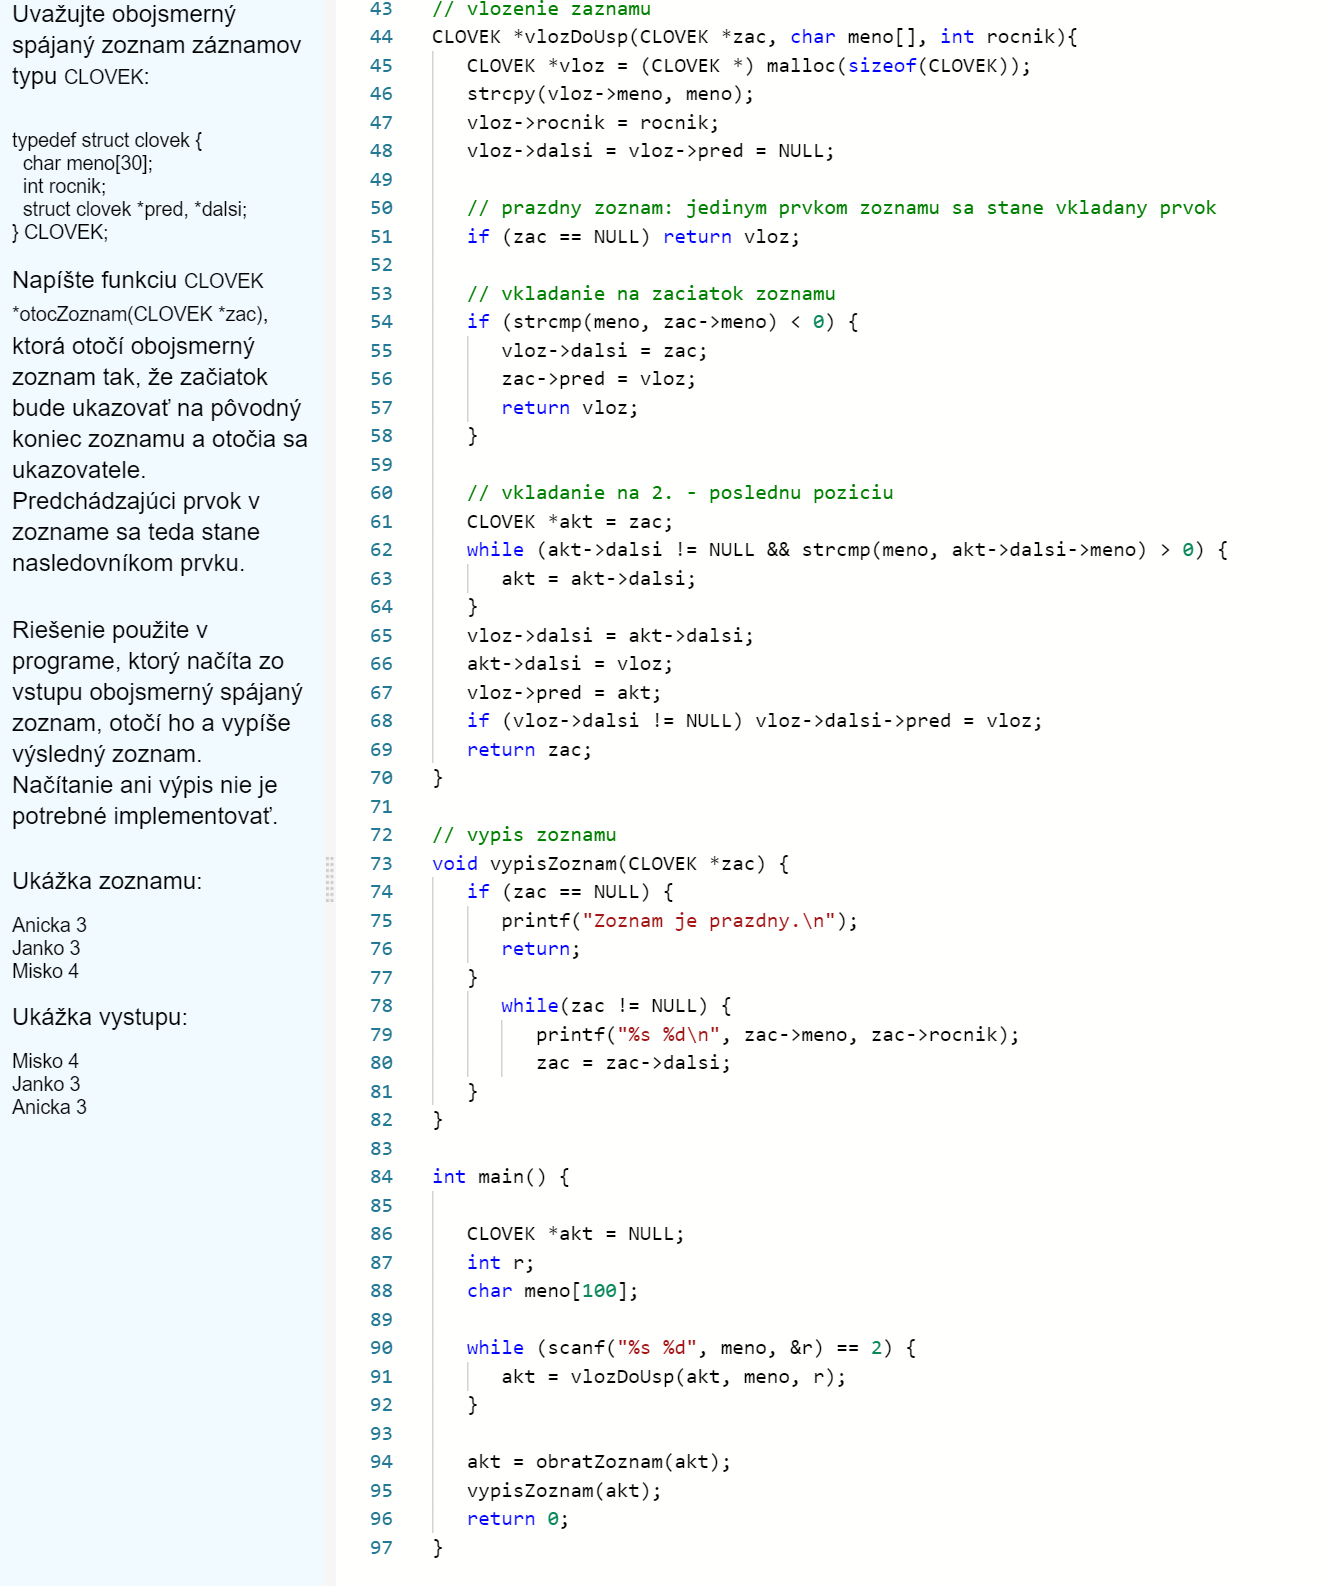 Uvažujte obojsmerný
spájaný zoznam záznamov
typu CLOVEK:
typedef struct clovek {
char meno[30];
int rocnik;
struct clovek *pred, *dalsi;
} CLOVEK;
Napíšte funkciu CLOVEK
*otocZoznam(CLOVEK *zac),
ktorá otočí obojsmerný
zoznam tak, že začiatok
bude ukazovať na pôvodný
koniec zoznamu a otočia sa
ukazovatele.
Predchádzajúci prvok v
zozname sa teda stane
nasledovníkom prvku.
Riešenie použite v
programe, ktorý načíta zo
vstupu obojsmerný spájaný
zoznam, otočí ho a vypíše
výsledný zoznam.
Načítanie ani výpis nie je
potrebné implementovať.
Ukážka zoznamu:
Anicka 3
Janko 3
Misko 4
Ukážka vystupu:
Misko 4
Janko 3
Anicka 3
43 // vlozenie zaznamu
44 CLOVEK *vlozDoUsp(CLOVEK *zac, char meno[], int rocnik){
45 CLOVEK *vloz = (CLOVEK *) malloc(sizeof(CLOVEK));
46 strcpy(vloz->meno, meno);
47 vloz->rocnik = rocnik;
48 vloz->dalsi = vloz->pred = NULL;
49
50 // prazdny zoznam: jedinym prvkom zoznamu sa stane vkladany prvok
51 if (zac == NULL) return vloz;
52
53 // vkladanie na zaciatok zoznamu
54 if (strcmp(meno, zac->meno) < 0) {
55 vloz->dalsi = zac;
56 zac->pred = vloz;
57 return vloz;
58 }
59
60 // vkladanie na 2. - poslednu poziciu
61 CLOVEK *akt = zac;
62 while (akt->dalsi != NULL && strcmp(meno, akt->dalsi->meno) > 0) {
63 akt = akt->dalsi;
64 }
65 vloz->dalsi = akt->dalsi;
66 akt->dalsi = vloz;
67 vloz->pred = akt;
68 if (vloz->dalsi != NULL) vloz->dalsi->pred = vloz;
69 return zac;
70 }
71
72 // vypis zoznamu
73 void vypisZoznam(CLOVEK *zac) {
74 if (zac == NULL) {
75 printf("Zoznam je prazdny.\n");
76 return;
77 }
78 while(zac != NULL) {
79 printf("%s %d\n", zac->meno, zac->rocnik);
80 zac = zac->dalsi;
81 }
82 }
83
84 int main() {
85
86 CLOVEK *akt = NULL;
87 int r;
88 char meno[100];
89
90 while (scanf("%s %d", meno, &r) == 2) {
91 akt = vlozDoUsp(akt, meno, r);
92 }
93
94 akt = obratZoznam(akt);
95 vypisZoznam(akt);
96 return 0;
97 }